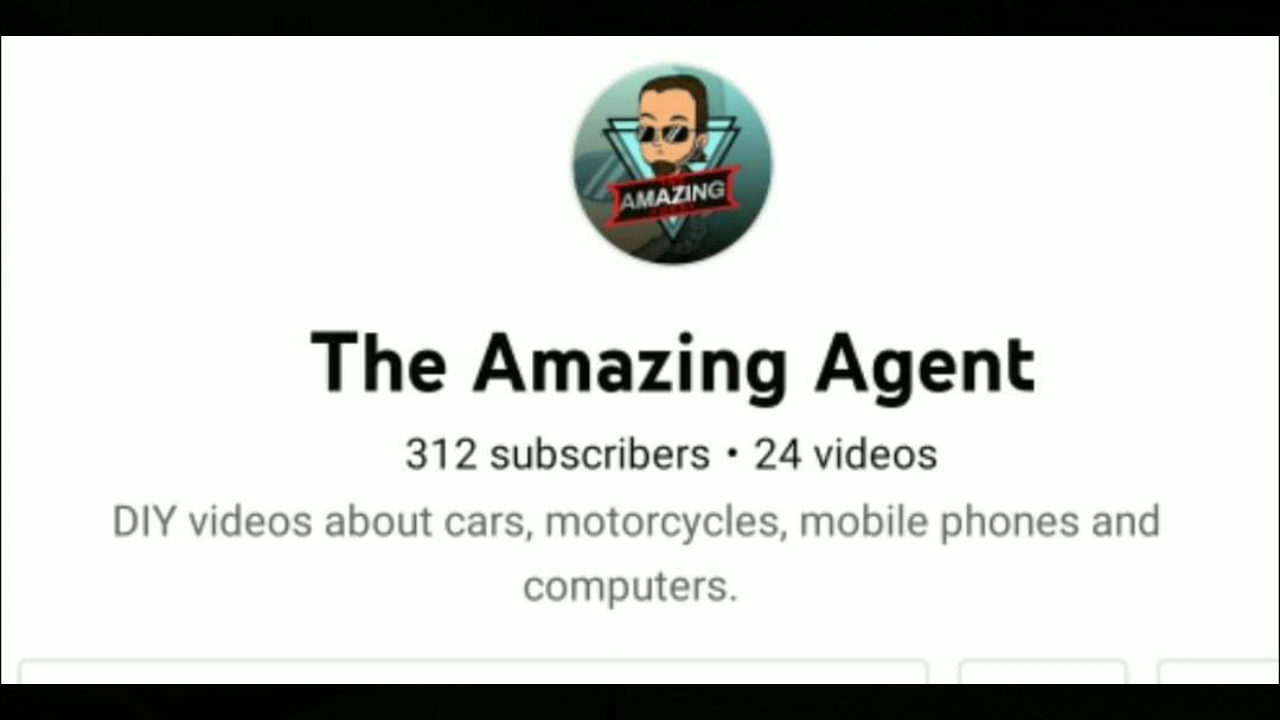 AMAZING
The Amazing Agent
312 subscribers • 24 videos
DIY videos about cars, motorcycles, mobile phones and
computers.